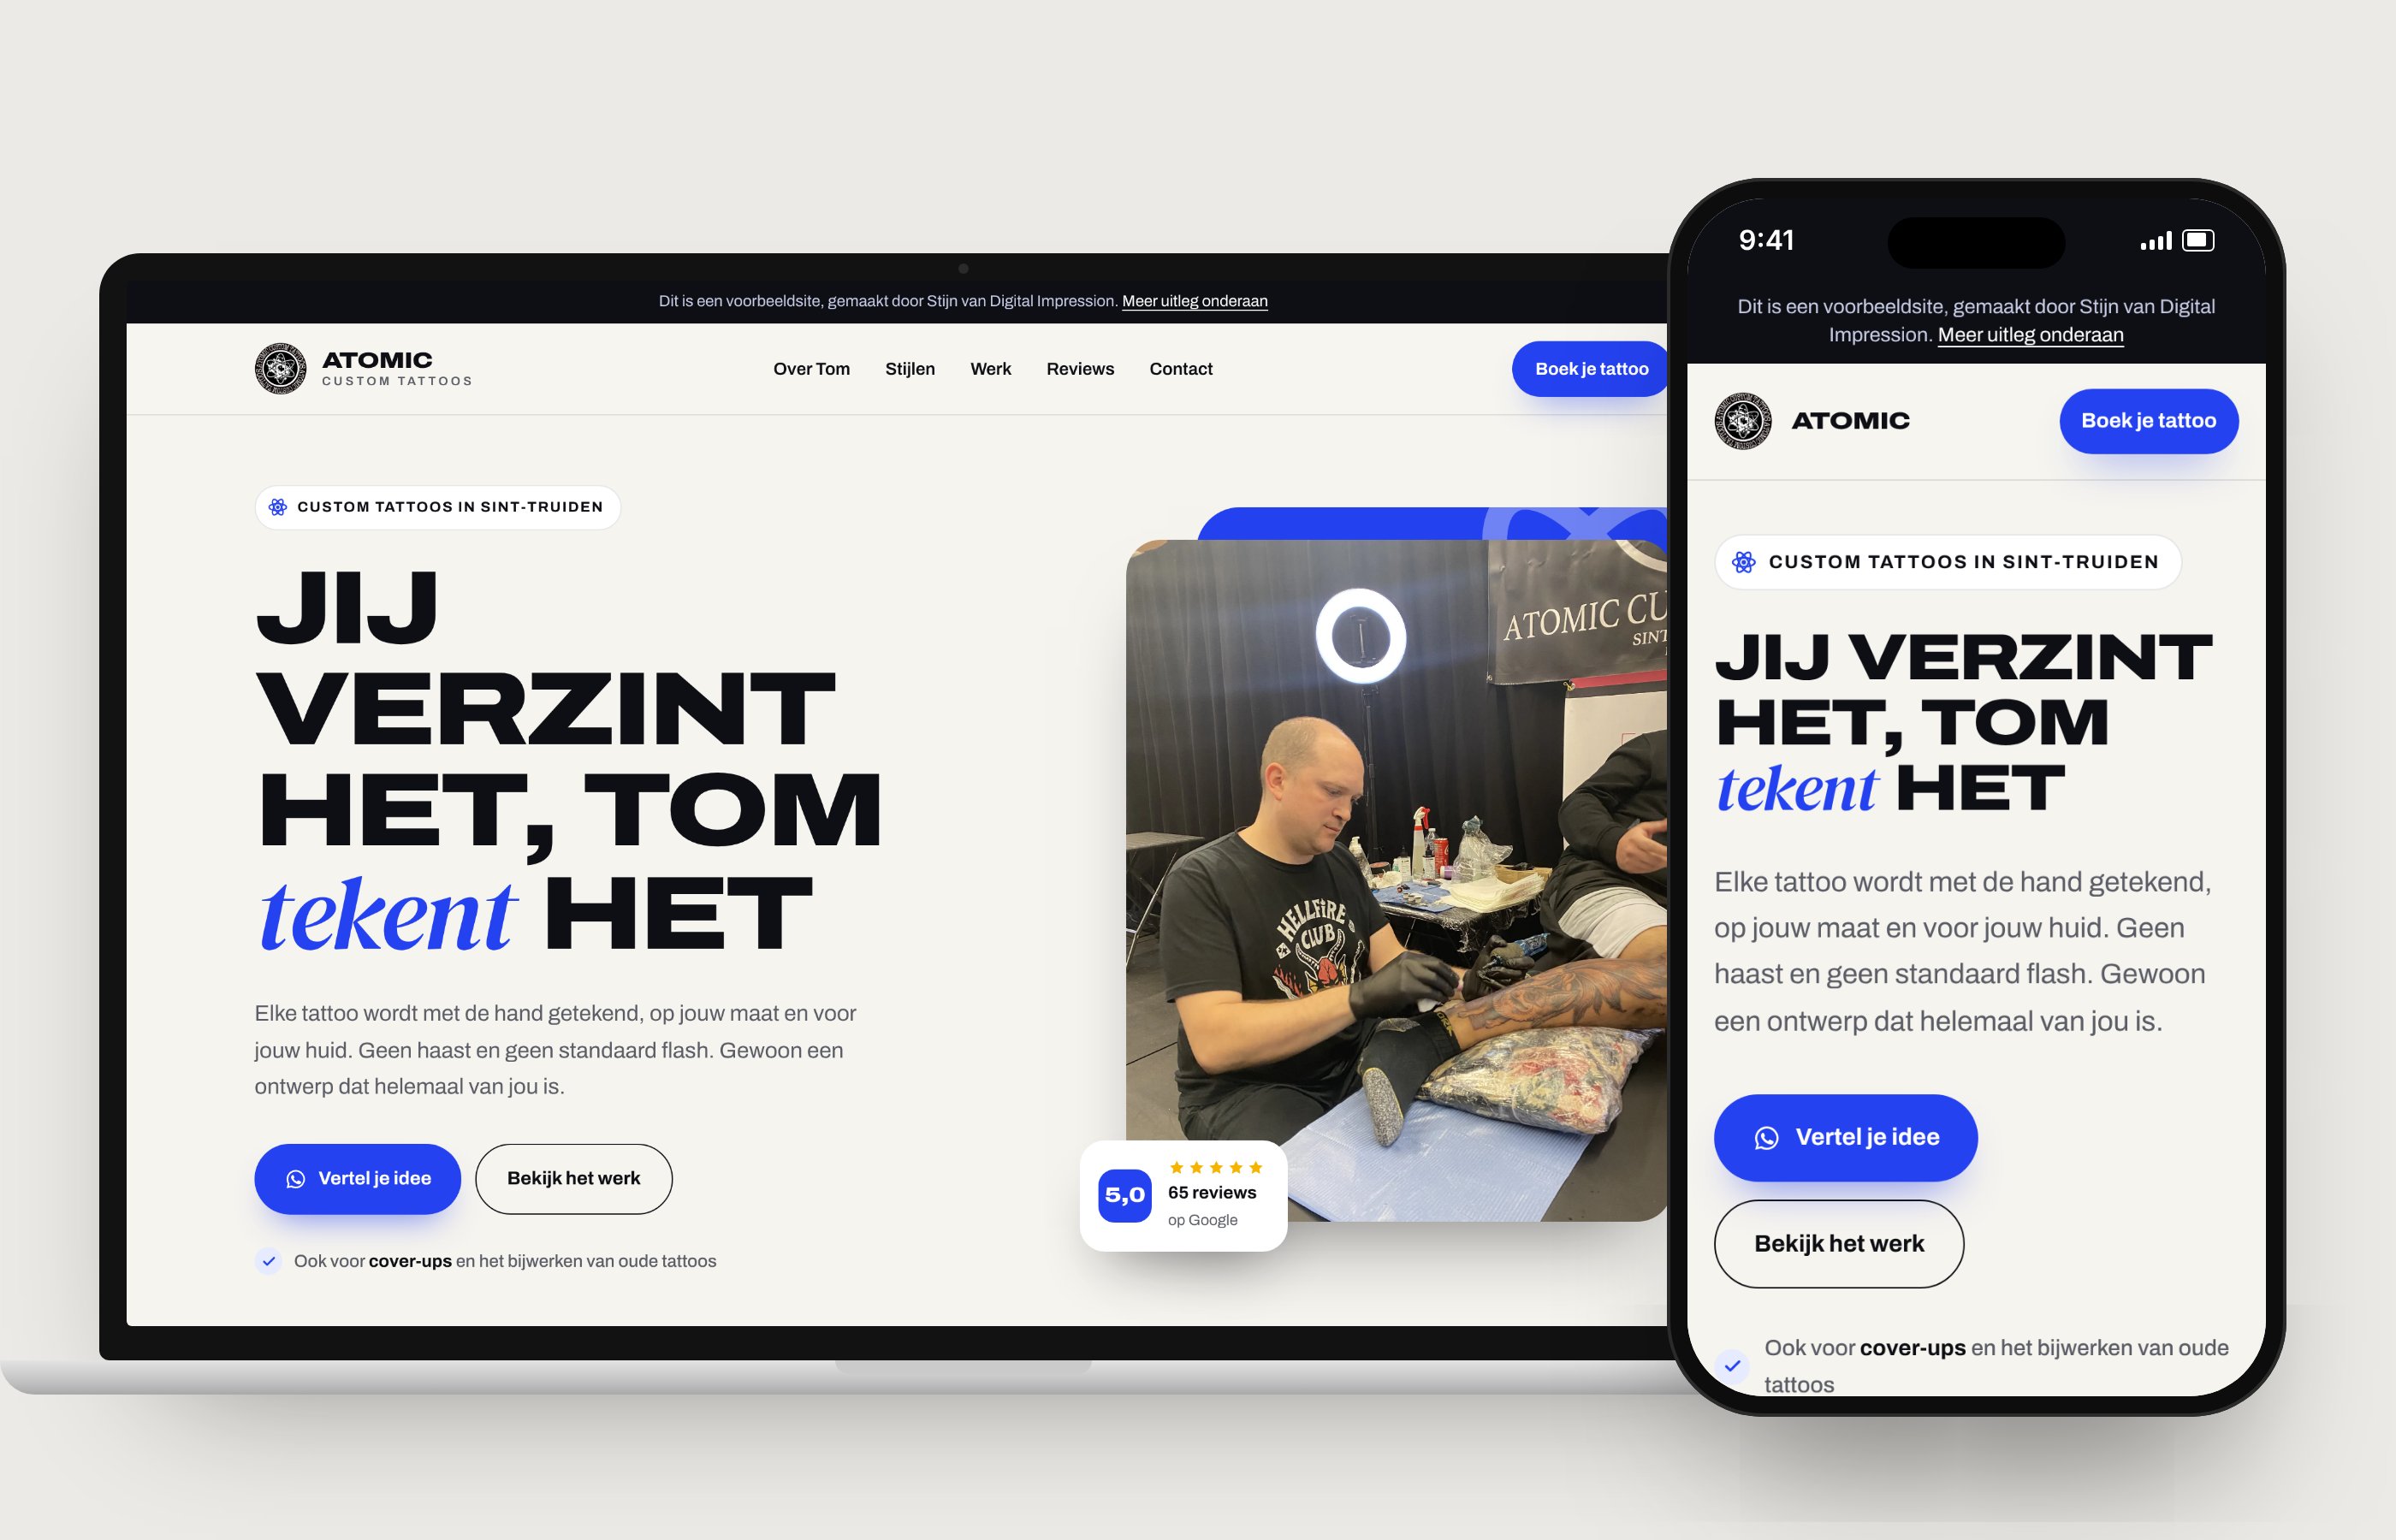 Dit is een voorbeeldsite, gemaakt door Stijn van Digital Impression. Meer uitleg onderaan
ATOMIC
CUSTOM TATTOOS
Over Tom Stijlen Werk Reviews Contact
Boek je tattoo
CUSTOM TATTOOS IN SINT-TRUIDEN
JIJ
VERZINT
HET, TOM
tekent HET
Elke tattoo wordt met de hand getekend, op jouw maat en voor
jouw huid. Geen haast en geen standaard flash. Gewoon een
ontwerp dat helemaal van jou is.
Vertel je idee
Bekijk het werk
Ook voor cover-ups en het bijwerken van oude tattoos
ATOMIC CU
SINT
HELLFIRE
CLUB
5,0
65 reviews
op Google
9:41
Dit is een voorbeeldsite, gemaakt door Stijn van Digital
Impression. Meer uitleg onderaan
ATOMIC
Boek je tattoo
CUSTOM TATTOOS IN SINT-TRUIDEN
JIJ VERZINT
HET, TOM
tekent HET
Elke tattoo wordt met de hand getekend,
op jouw maat en voor jouw huid. Geen
haast en geen standaard flash. Gewoon
een ontwerp dat helemaal van jou is.
Vertel je idee
Bekijk het werk
Ook voor cover-ups en het bijwerken van oude
tattoos